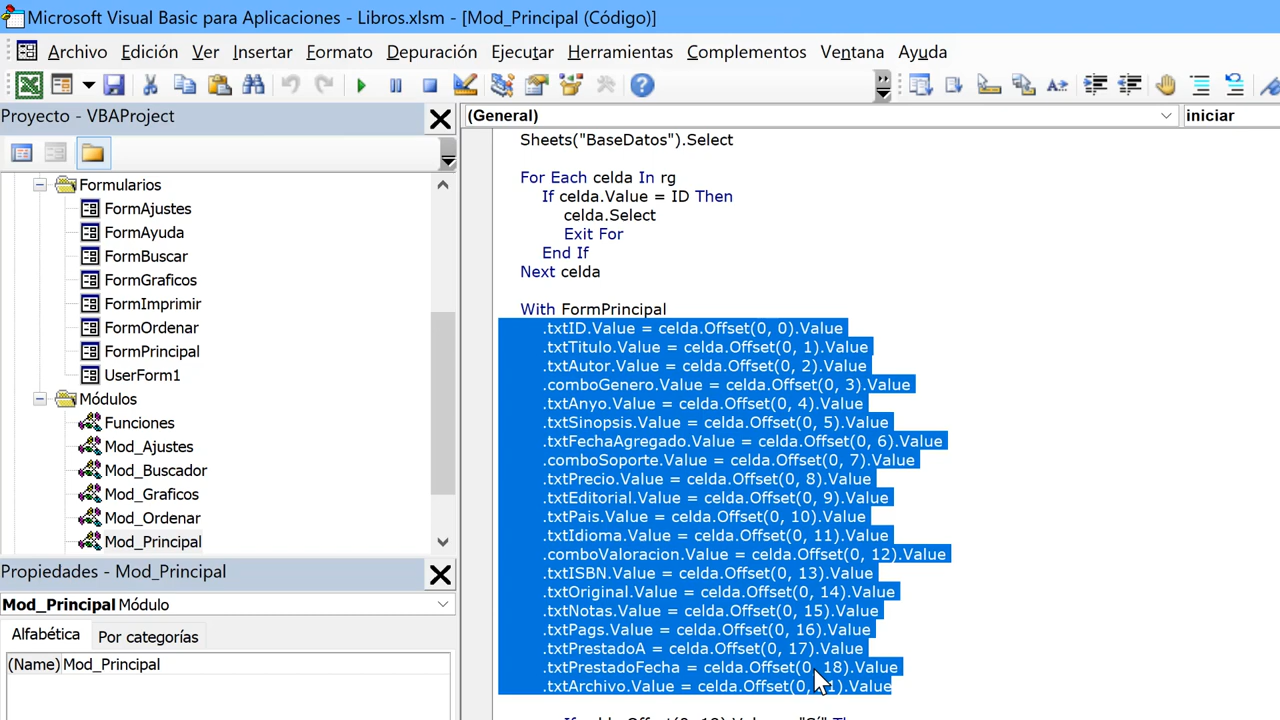 Microsoft Visual Basic para Aplicaciones - Libros.xlsm - [Mod_Principal (Código)]
Archivo Edición Ver Insertar Formato Depuración Ejecutar Herramientas Complementos Ventana Ayuda
Proyecto - VBAProject
Formularios
FormAjustes
FormAyuda
FormBuscar
FormGraficos
FormImprimir
FormOrdenar
FormPrincipal
UserForm1
Módulos
Funciones
Mod_Ajustes
Mod_Buscador
Mod_Graficos
Mod_Ordenar
Mod_Principal
Propiedades - Mod_Principal
Mod_Principal Módulo
Alfabética Por categorías
(Name) Mod_Principal
(General) iniciar
Sheets("BaseDatos").Select
For Each celda In rg
If celda.Value = ID Then
celda.Select
Exit For
End If
Next celda
With FormPrincipal
.txtID.Value = celda.Offset(0, 0).Value
.txtTitulo.Value = celda.Offset(0, 1).Value
.txtAutor.Value = celda.Offset(0, 2).Value
.comboGenero.Value = celda.Offset(0, 3).Value
.txtAnyo.Value = celda.Offset(0, 4).Value
.txtSinopsis.Value = celda.Offset(0, 5).Value
.txtFechaAgregado.Value = celda.Offset(0, 6).Value
.comboSoporte.Value = celda.Offset(0, 7).Value
.txtPrecio.Value = celda.Offset(0, 8).Value
.txtEditorial.Value = celda.Offset(0, 9).Value
.txtPais.Value = celda.Offset(0, 10).Value
.txtIdioma.Value = celda.Offset(0, 11).Value
.comboValoracion.Value = celda.Offset(0, 12).Value
.txtISBN.Value = celda.Offset(0, 13).Value
.txtOriginal.Value = celda.Offset(0, 14).Value
.txtNotas.Value = celda.Offset(0, 15).Value
.txtPags.Value = celda.Offset(0, 16).Value
.txtPrestadoA = celda.Offset(0, 17).Value
.txtPrestadoFecha = celda.Offset(0, 18).Value
.txtArchivo.Value = celda.Offset(0,